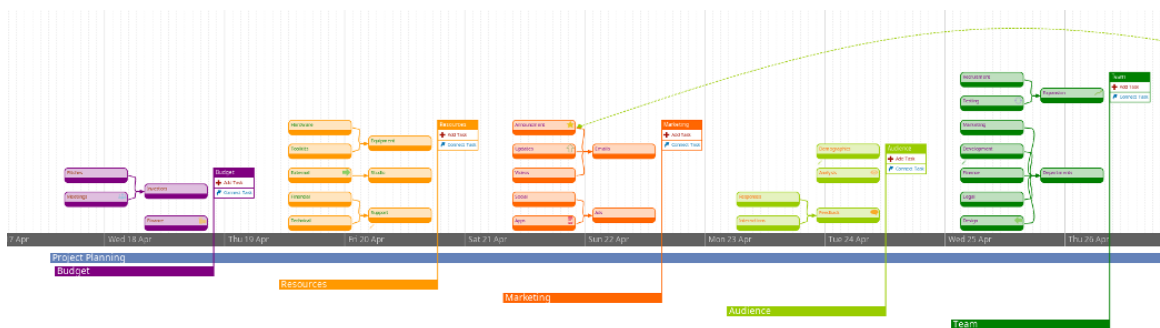 Recruitment
Testing
Expansion
Team
Add Task
Connect Task
Hardware
Toolbox
Equipment
External
Studio
Financial
Technical
Support
Resources
Add Task
Connect Task
Announcement
Updates
Videos
Emails
Social
Apps
Ads
Marketing
Add Task
Connect Task
Demographics
Analysis
Responses
Interactions
Feedback
Audience
Add Task
Connect Task
Marketing
Development
Finance
Legal
Design
Departments
Pitches
Meetings
Investors
Finance
Budget
Add Task
Connect Task
7 Apr
Wed 18 Apr
Thu 19 Apr
Fri 20 Apr
Sat 21 Apr
Sun 22 Apr
Mon 23 Apr
Tue 24 Apr
Wed 25 Apr
Thu 26 Apr
Project Planning
Budget
Resources
Marketing
Audience
Team